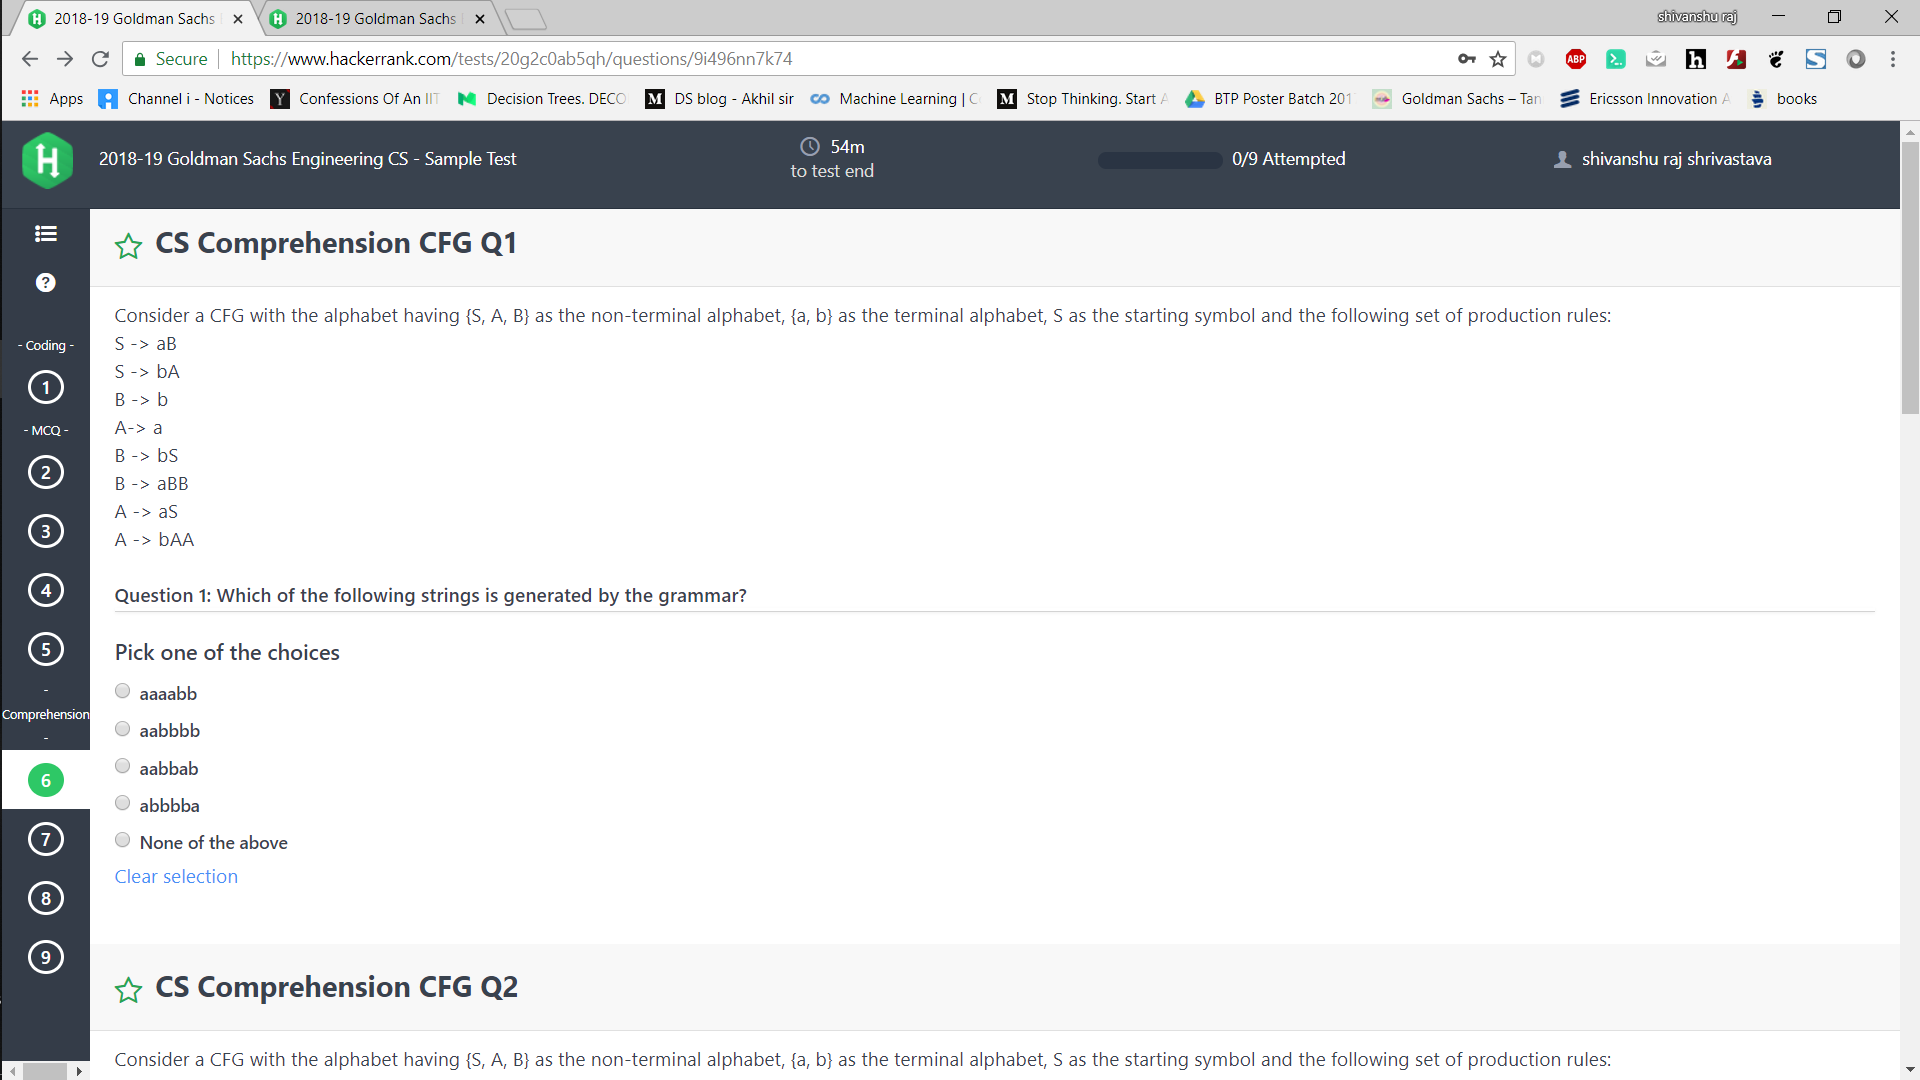 2018-19 Goldman Sachs
2018-19 Goldman Sachs
shivanshu raj
Secure
https://www.hackerrank.com/tests/20g2c0ab5qh/questions/9i496nn7k74
ABP
Apps
Channel i - Notices
Confessions Of An IIT
Decision Trees. DECO
DS blog - Akhil sir
Machine Learning | C
Stop Thinking. Start A
BTP Poster Batch 201
Goldman Sachs – Tan
Ericsson Innovation A
books
2018-19 Goldman Sachs Engineering CS - Sample Test
54m
to test end
0/9 Attempted
shivanshu raj shrivastava
- Coding -
1
- MCQ -
2
3
4
5
-
Comprehension
-
6
7
8
9
CS Comprehension CFG Q1
Consider a CFG with the alphabet having {S, A, B} as the non-terminal alphabet, {a, b} as the terminal alphabet, S as the starting symbol and the following set of production rules:
S -> aB
S -> bA
B -> b
A-> a
B -> bS
B -> aBB
A -> aS
A -> bAA
Question 1: Which of the following strings is generated by the grammar?
Pick one of the choices
aaaabb
aabbbb
aabbab
abbbba
None of the above
Clear selection
CS Comprehension CFG Q2
Consider a CFG with the alphabet having {S, A, B} as the non-terminal alphabet, {a, b} as the terminal alphabet, S as the starting symbol and the following set of production rules: